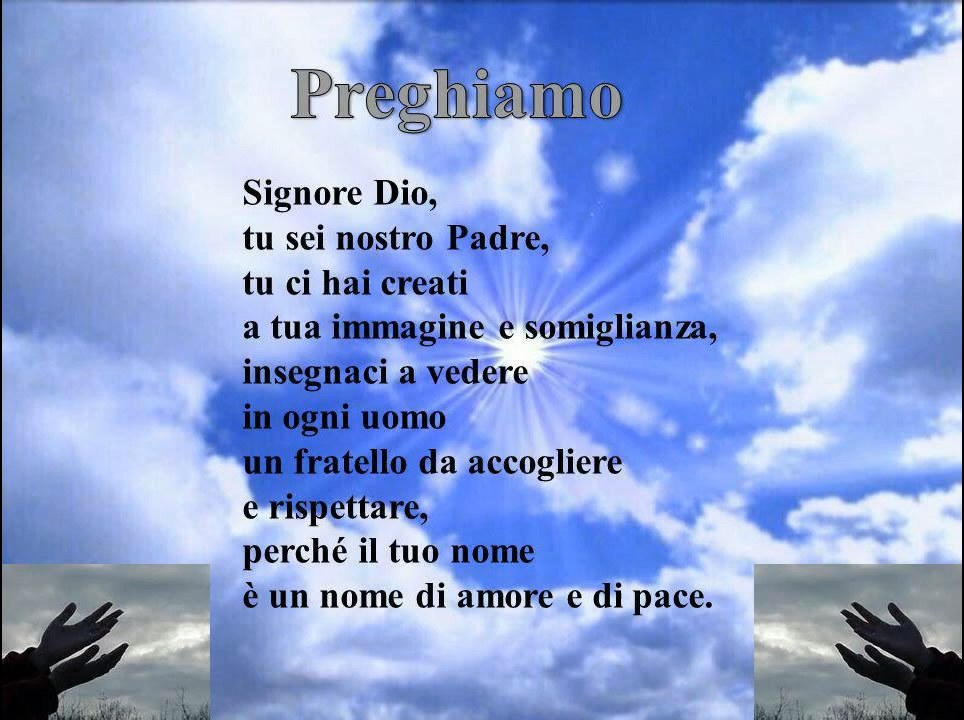 Preghiamo
Signore Dio,
tu sei nostro Padre,
tu ci hai creati
a tua immagine e somiglianza,
insegnaci a vedere
in ogni uomo
un fratello da accogliere
e rispettare,
perché il tuo nome
è un nome di amore e di pace.